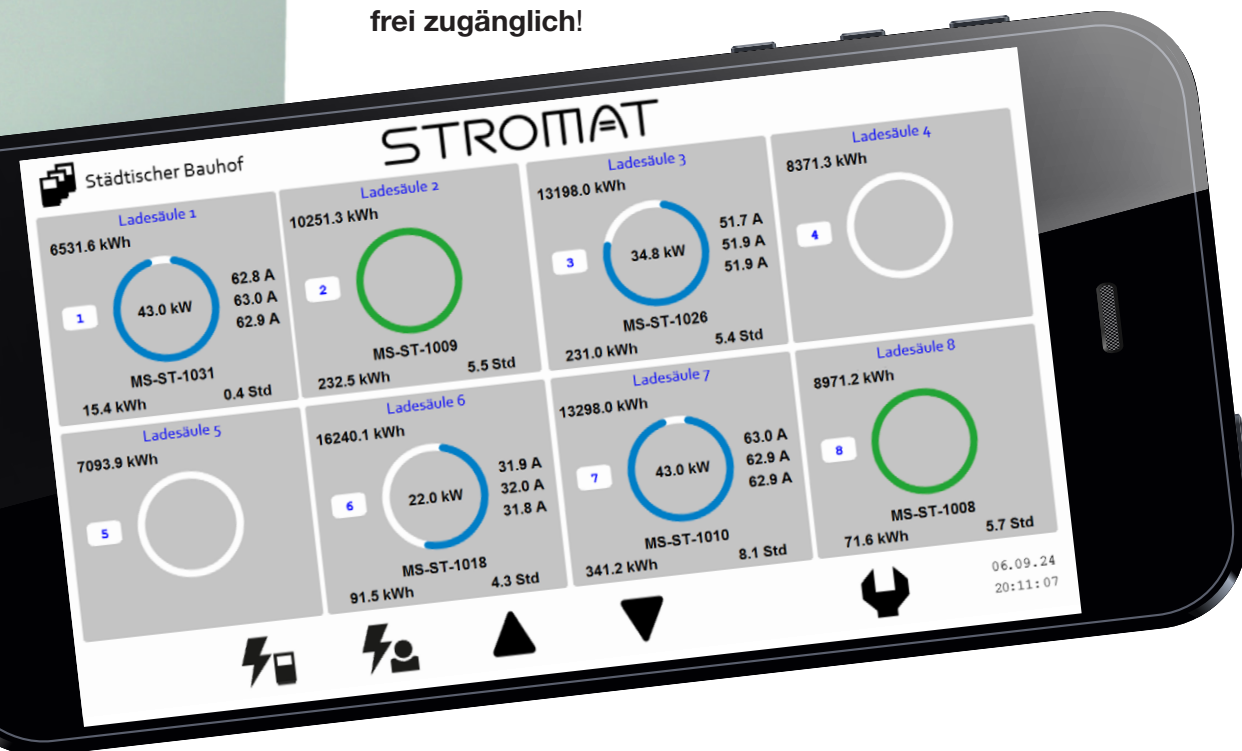 frei zugänglich!
STROMAT
Städtischer Bauhof
Ladesäule 1
6531.6 kWh
1
43.0 kW
62.8 A
63.0 A
62.9 A
MS-ST-1031
15.4 kWh
0.4 Std
Ladesäule 2
10251.3 kWh
2
MS-ST-1009
232.5 kWh
5.5 Std
Ladesäule 3
13198.0 kWh
3
34.8 kW
51.7 A
51.9 A
51.9 A
MS-ST-1026
231.0 kWh
5.4 Std
Ladesäule 4
8371.3 kWh
4
Ladesäule 5
7093.9 kWh
5
Ladesäule 6
16240.1 kWh
6
22.0 kW
31.9 A
32.0 A
31.8 A
MS-ST-1018
91.5 kWh
4.3 Std
Ladesäule 7
13298.0 kWh
7
43.0 kW
63.0 A
62.9 A
62.9 A
MS-ST-1010
341.2 kWh
8.1 Std
Ladesäule 8
8971.2 kWh
8
MS-ST-1008
71.6 kWh
5.7 Std
06.09.24
20:11:07